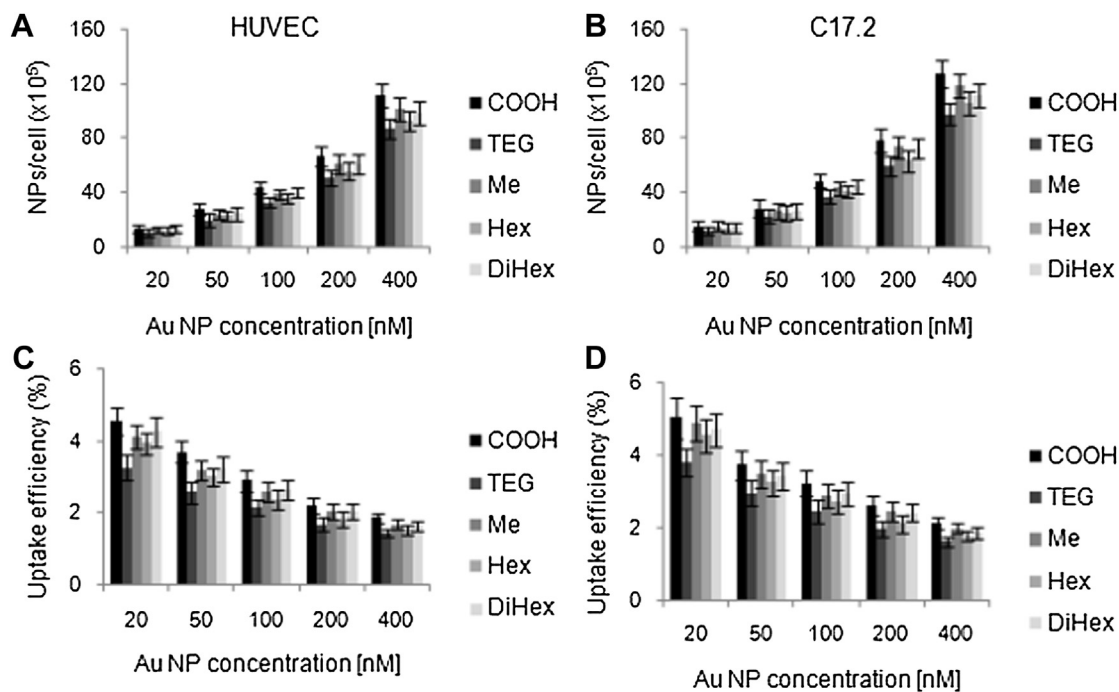 A
HUVEC
NPs/cell (x10⁵)
160
120
80
40
0
20 50 100 200 400
Au NP concentration [nM]
COOH
TEG
Me
Hex
DiHex
B
C17.2
NPs/cell (x10⁵)
160
120
80
40
0
20 50 100 200 400
Au NP concentration [nM]
COOH
TEG
Me
Hex
DiHex
C
Uptake efficiency (%)
6
4
2
0
20 50 100 200 400
Au NP concentration [nM]
COOH
TEG
Me
Hex
DiHex
D
Uptake efficiency (%)
6
4
2
0
20 50 100 200 400
Au NP concentration [nM]
COOH
TEG
Me
Hex
DiHex